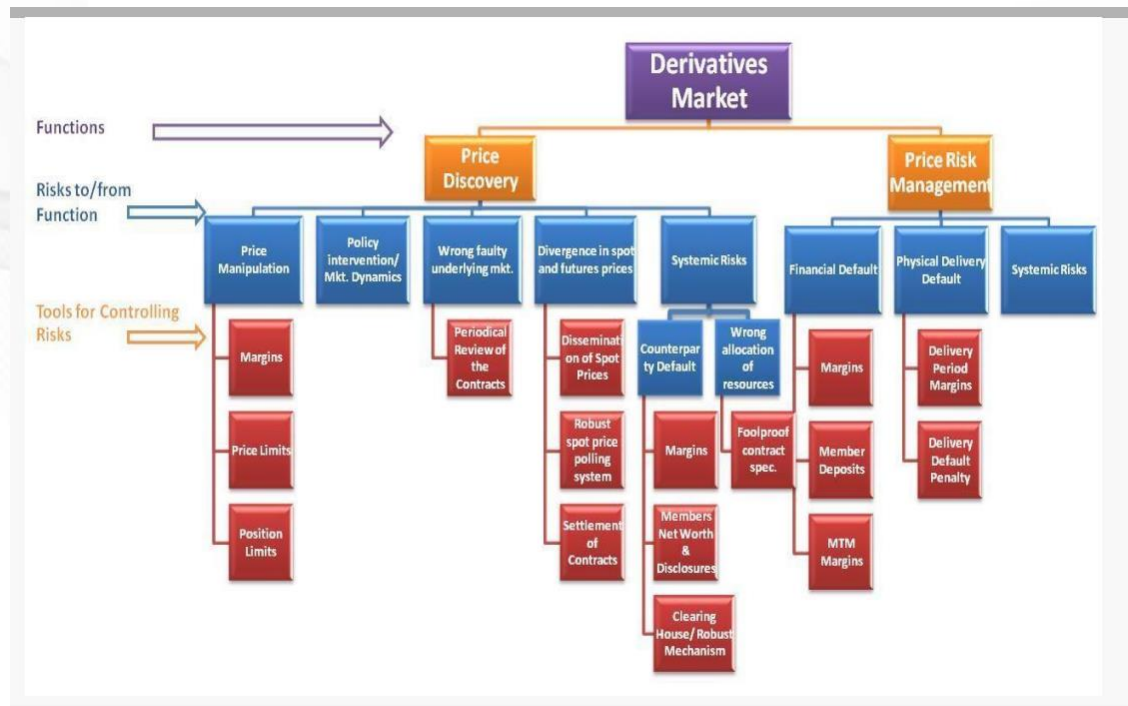 Derivatives
Market
Functions
Price
Discovery
Price Risk
Management
Risks to/from
Function
Price
Manipulation
Policy
intervention/
Mkt. Dynamics
Wrong faulty
underlying mkt.
Divergence in spot
and futures prices
Systemic Risks
Financial Default
Physical Delivery
Default
Systemic Risks
Tools for Controlling
Risks
Margins
Price Limits
Position
Limits
Periodical
Review of
the
Contracts
Disseminati
on of Spot
Prices
Robust
spot price
polling
system
Settlement
of
Contracts
Counterpar
ty Default
Wrong
allocation
of
resources
Margins
Members
Net Worth
&
Disclosures
Clearing
House/ Robust
Mechanism
Foolproof
contract
spec.
Margins
Member
Deposits
MTM
Margins
Delivery
Period
Margins
Delivery
Default
Penalty